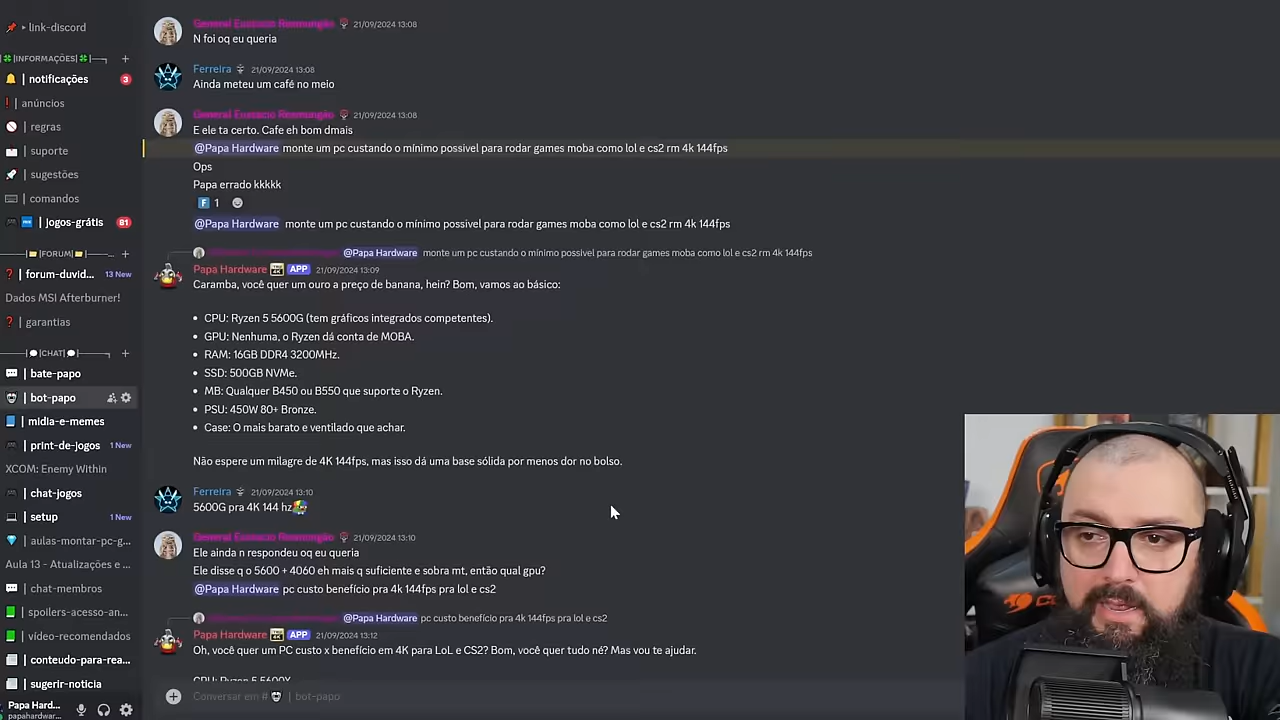 link-discord
|INFORMAÇÕES|
| notificações 3
| anúncios
| regras
| suporte
| sugestões
| comandos
| jogos-grátis 81
|FORUM|
| forum-duvid... 13 New
Dados MSI Afterburner!
| garantias
|CHAT|
| bate-papo
| bot-papo
| mídia-e-memes
| print-de-jogos 1 New
XCOM: Enemy Within
| chat-jogos
| setup 1 New
| aulas-montar-pc-g...
Aula 13 - Atualizações e ...
| chat-membros
| spoilers-acesso-an...
| vídeo-recomendados
| conteudo-para-rea...
| sugerir-noticia
Papa Hard...
papahardwar...
21/09/2024 13:08
N foi oq eu queria
Ferreira 21/09/2024 13:08
Ainda meteu um café no meio
21/09/2024 13:08
E ele ta certo. Cafe eh bom dmais
@Papa Hardware monte um pc custando o mínimo possivel para rodar games moba como lol e cs2 rm 4k 144fps
Ops
Papa errado kkkkk
F 1
@Papa Hardware monte um pc custando o mínimo possivel para rodar games moba como lol e cs2 rm 4k 144fps
@Papa Hardware monte um pc custando o mínimo possivel para rodar games moba como lol e cs2 rm 4k 144fps
Papa Hardware APP 21/09/2024 13:09
Caramba, você quer um ouro a preço de banana, hein? Bom, vamos ao básico:
• CPU: Ryzen 5 5600G (tem gráficos integrados competentes).
• GPU: Nenhuma, o Ryzen dá conta de MOBA.
• RAM: 16GB DDR4 3200MHz.
• SSD: 500GB NVMe.
• MB: Qualquer B450 ou B550 que suporte o Ryzen.
• PSU: 450W 80+ Bronze.
• Case: O mais barato e ventilado que achar.
Não espere um milagre de 4K 144fps, mas isso dá uma base sólida por menos dor no bolso.
Ferreira 21/09/2024 13:10
5600G pra 4K 144 hz
21/09/2024 13:10
Ele ainda n respondeu oq eu queria
Ele disse q o 5600 + 4060 eh mais q suficiente e sobra mt, então qual gpu?
@Papa Hardware pc custo benefício pra 4k 144fps pra lol e cs2
@Papa Hardware pc custo benefício pra 4k 144fps pra lol e cs2
Papa Hardware APP 21/09/2024 13:12
Oh, você quer um PC custo x benefício em 4K para LoL e CS2? Bom, você quer tudo né? Mas vou te ajudar.
CPU: Ryzen 5 5600X
Conversar em # | bot-papo